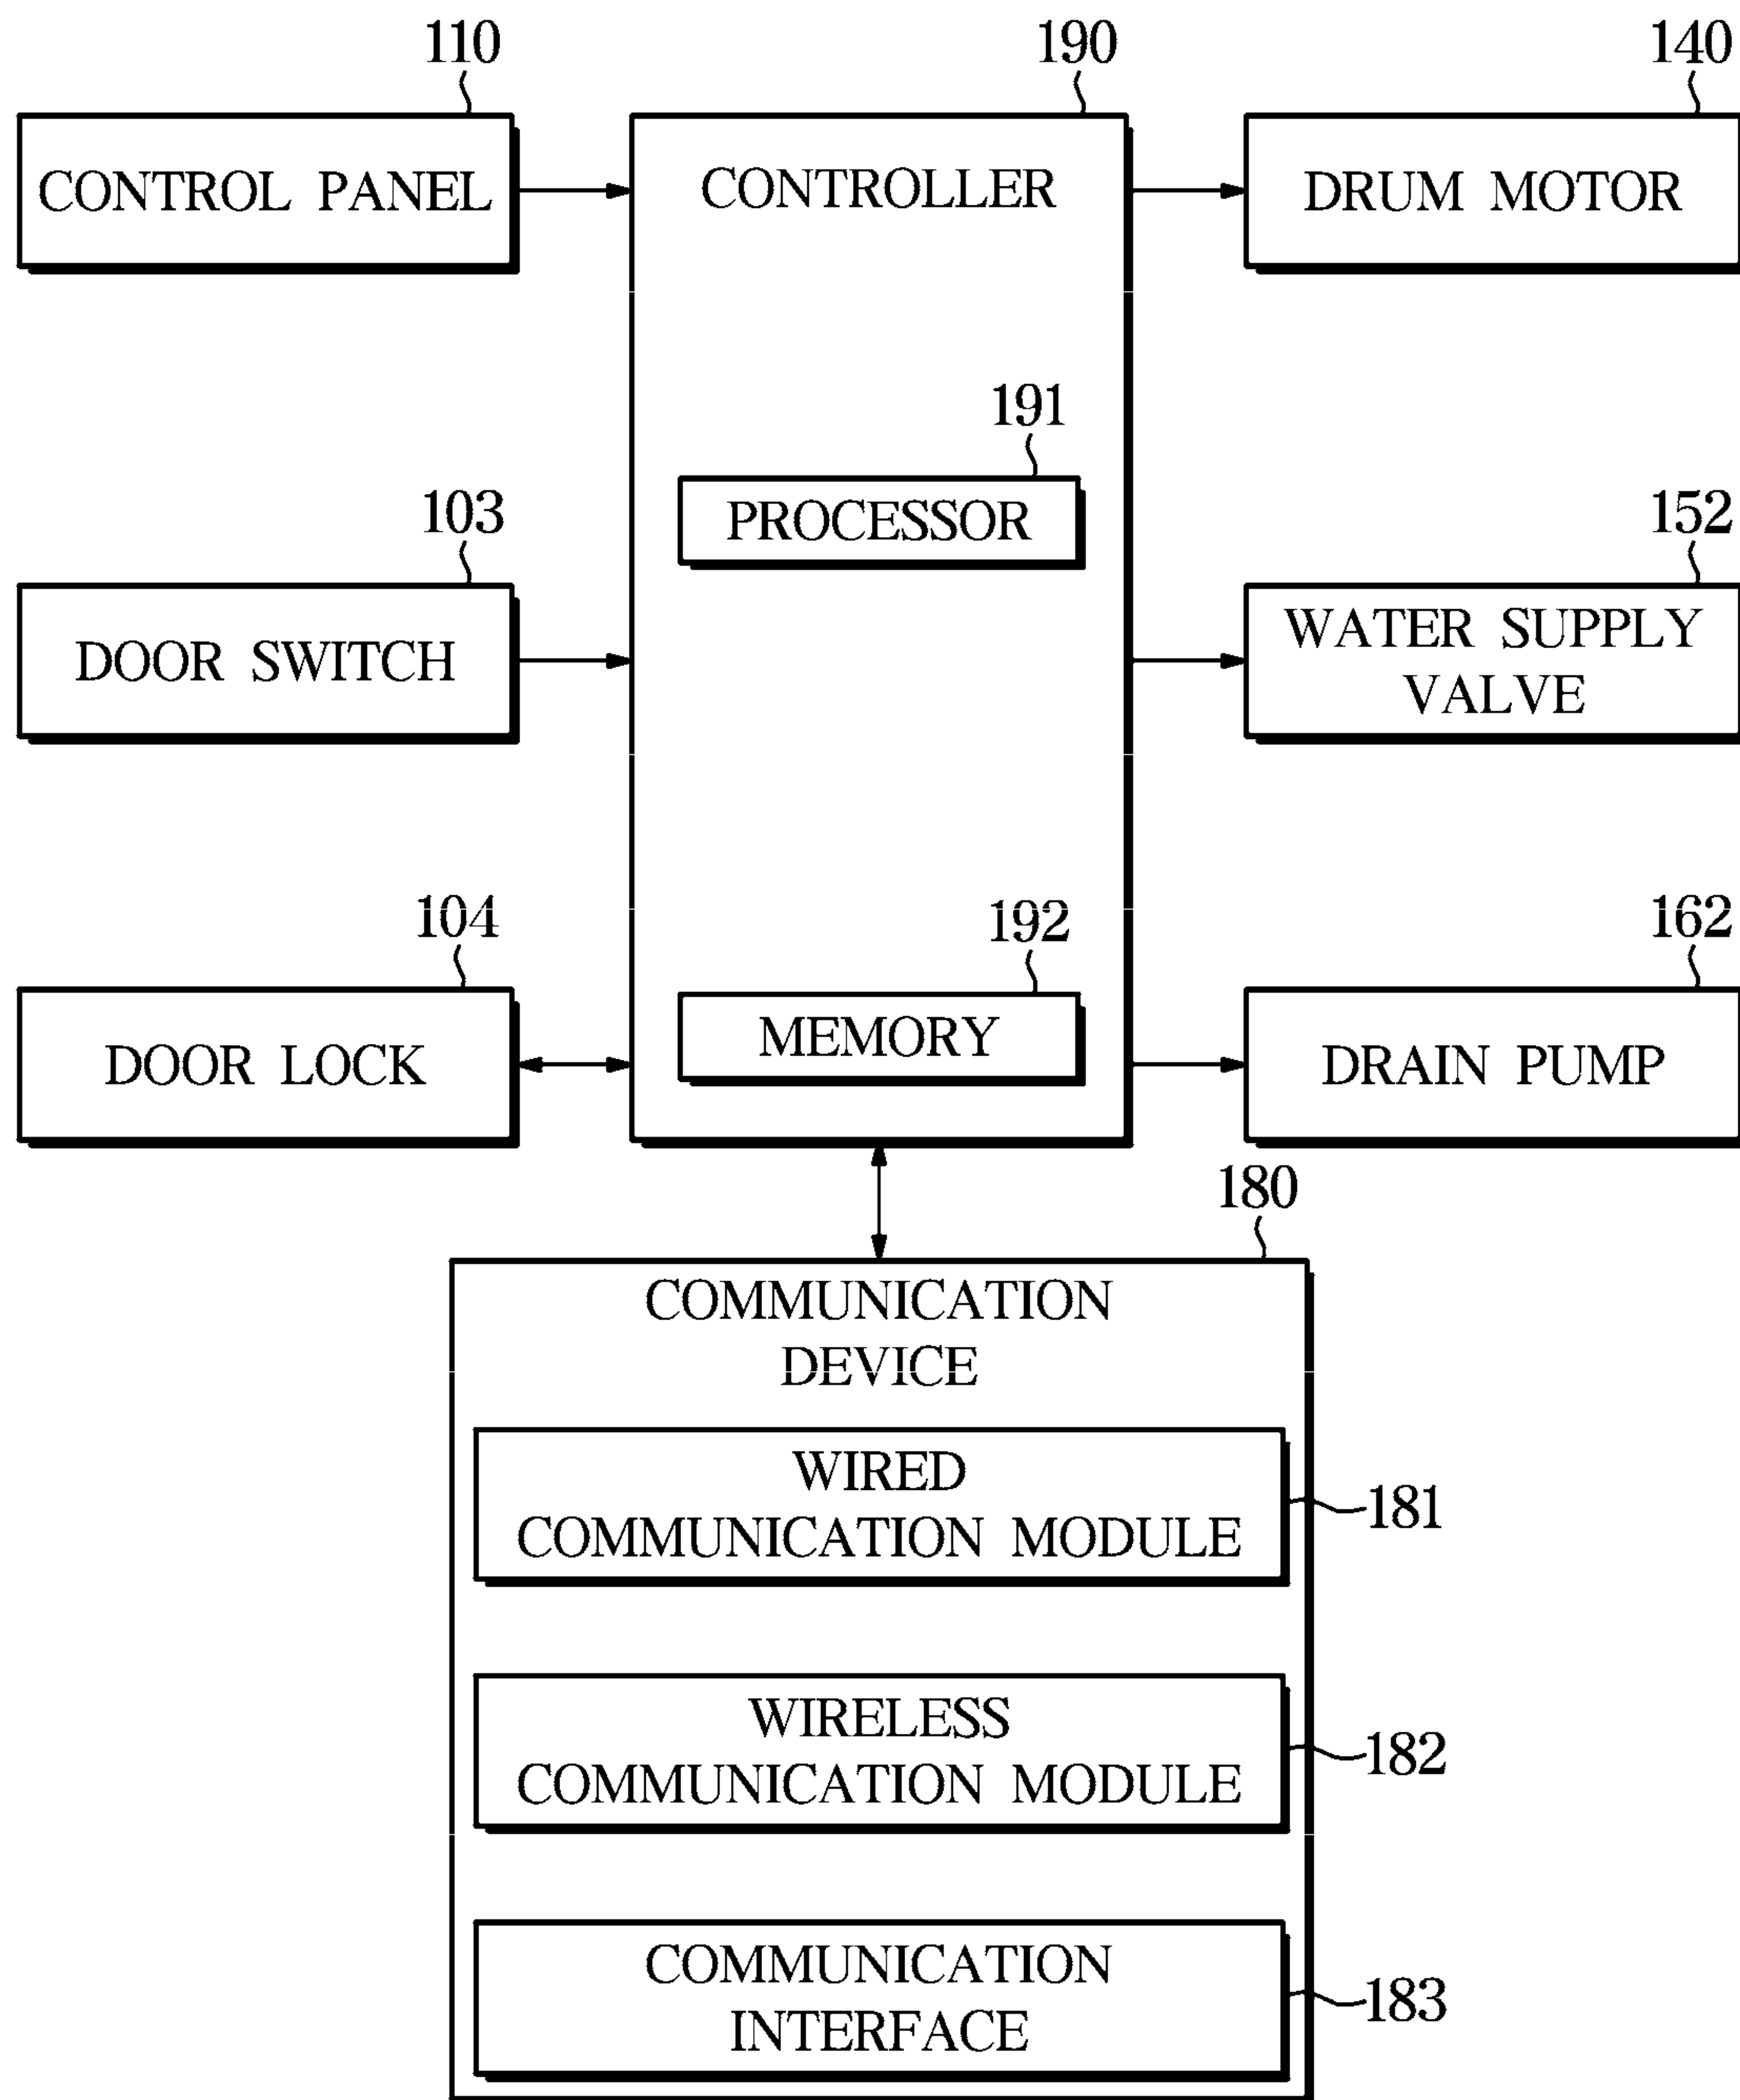 110
190
140
CONTROL PANEL
CONTROLLER
DRUM MOTOR
191
PROCESSOR
103
152
DOOR SWITCH
WATER SUPPLY
VALVE
104
192
162
DOOR LOCK
MEMORY
DRAIN PUMP
180
COMMUNICATION
DEVICE
WIRED
COMMUNICATION MODULE
181
WIRELESS
COMMUNICATION MODULE
182
COMMUNICATION
INTERFACE
183